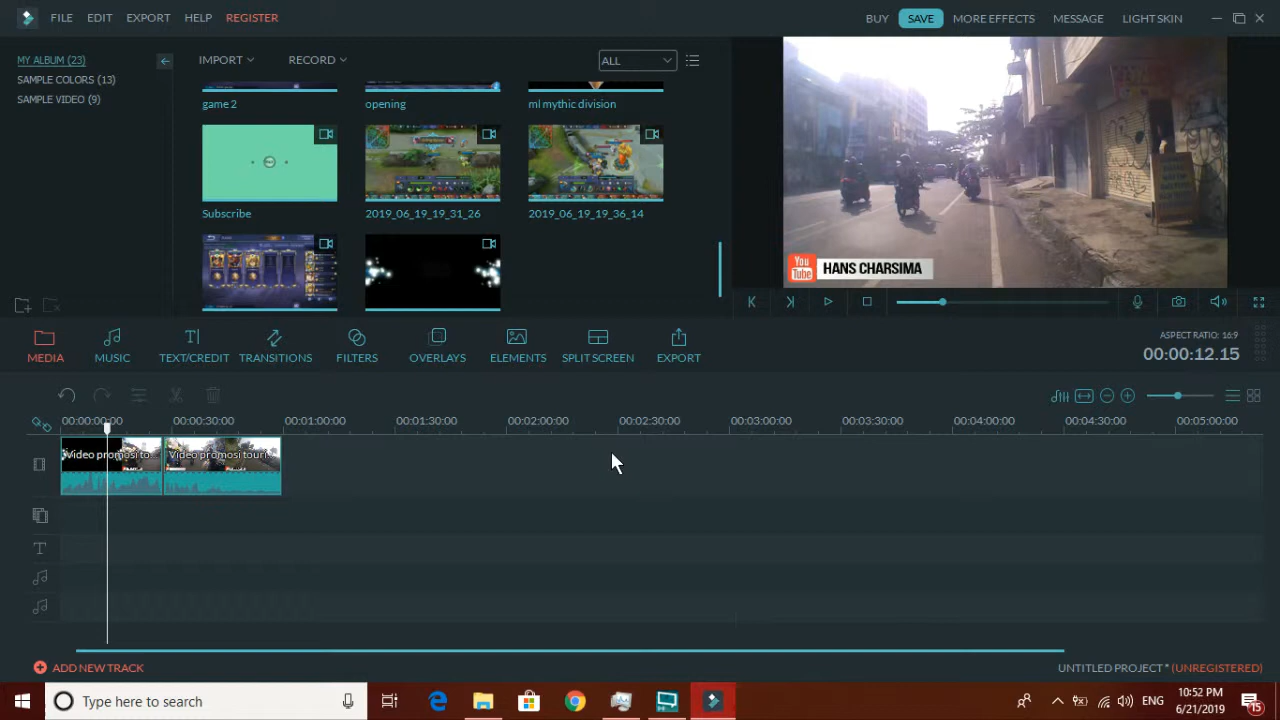 FILE EDIT EXPORT HELP REGISTER BUY SAVE MORE EFFECTS MESSAGE LIGHT SKIN
MY ALBUM (23)
SAMPLE COLORS (13)
SAMPLE VIDEO (9)
IMPORT RECORD ALL
game 2 opening ml mythic division
Subscribe 2019_06_19_19_31_26 2019_06_19_19_36_14
You
Tube
HANS CHARSIMA
MEDIA MUSIC TEXT/CREDIT TRANSITIONS FILTERS OVERLAYS ELEMENTS SPLIT SCREEN EXPORT
ASPECT RATIO: 16:9
00:00:12.15
00:00:00:00 00:00:30:00 00:01:00:00 00:01:30:00 00:02:00:00 00:02:30:00 00:03:00:00 00:03:30:00 00:04:00:00 00:04:30:00 00:05:00:00
Video promosi to... Video promosi touri...
ADD NEW TRACK
UNTITLED PROJECT * (UNREGISTERED)
Type here to search
ENG
10:52 PM
6/21/2019
15